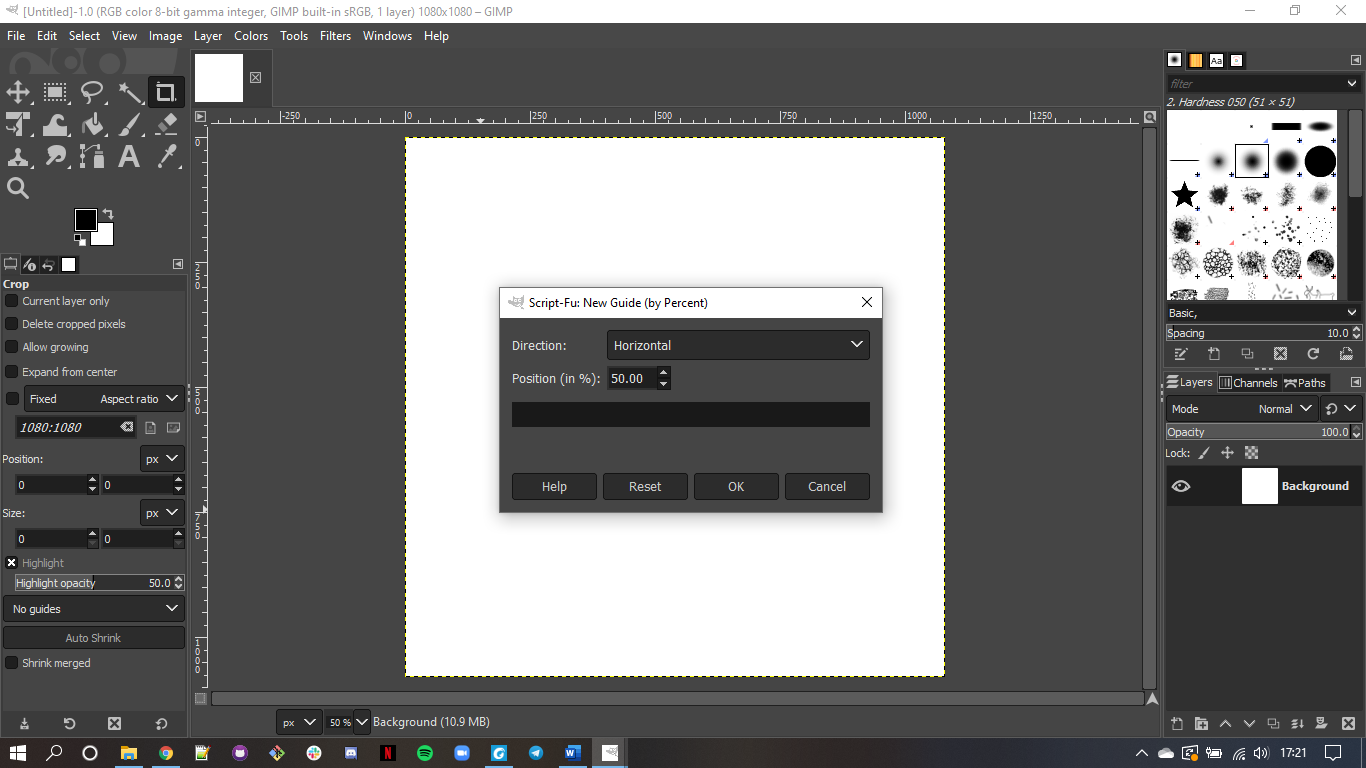 [Untitled]-1.0 (RGB color 8-bit gamma integer, GIMP built-in sRGB, 1 layer) 1080x1080 – GIMP
File Edit Select View Image Layer Colors Tools Filters Windows Help
filter
2. Hardness 050 (51 × 51)
-250 0 250 500 750 1000 1250
0
250
500
750
1000
Basic,
Spacing 10.0
Layers Channels Paths
Mode Normal
Opacity 100.0
Lock:
Background
Crop
Current layer only
Delete cropped pixels
Allow growing
Expand from center
Fixed Aspect ratio
1080:1080
Position: px
0 0
Size: px
0 0
Highlight
Highlight opacity 50.0
No guides
Auto Shrink
Shrink merged
Script-Fu: New Guide (by Percent)
Direction: Horizontal
Position (in %): 50.00
Help Reset OK Cancel
px 50 % Background (10.9 MB)
17:21